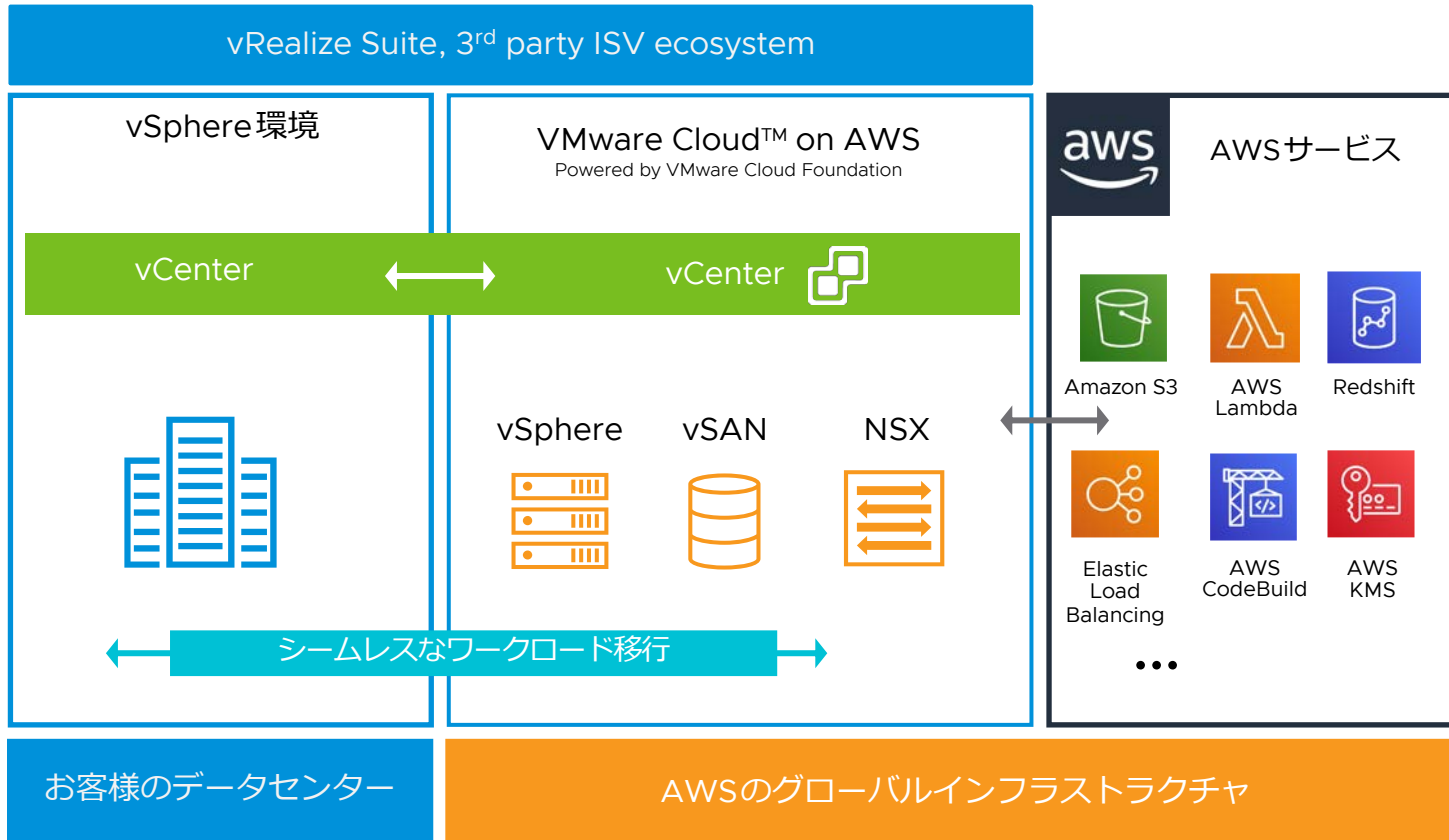 vRealize Suite, 3rd party ISV ecosystem
vSphere環境
VMware Cloud™ on AWS
Powered by VMware Cloud Foundation
aws
AWSサービス
vCenter
vCenter
Amazon S3
AWS
Lambda
Redshift
vSphere
vSAN
NSX
Elastic
Load
Balancing
AWS
CodeBuild
AWS
KMS
シームレスなワークロード移行
•••
お客様のデータセンター
AWSのグローバルインフラストラクチャ